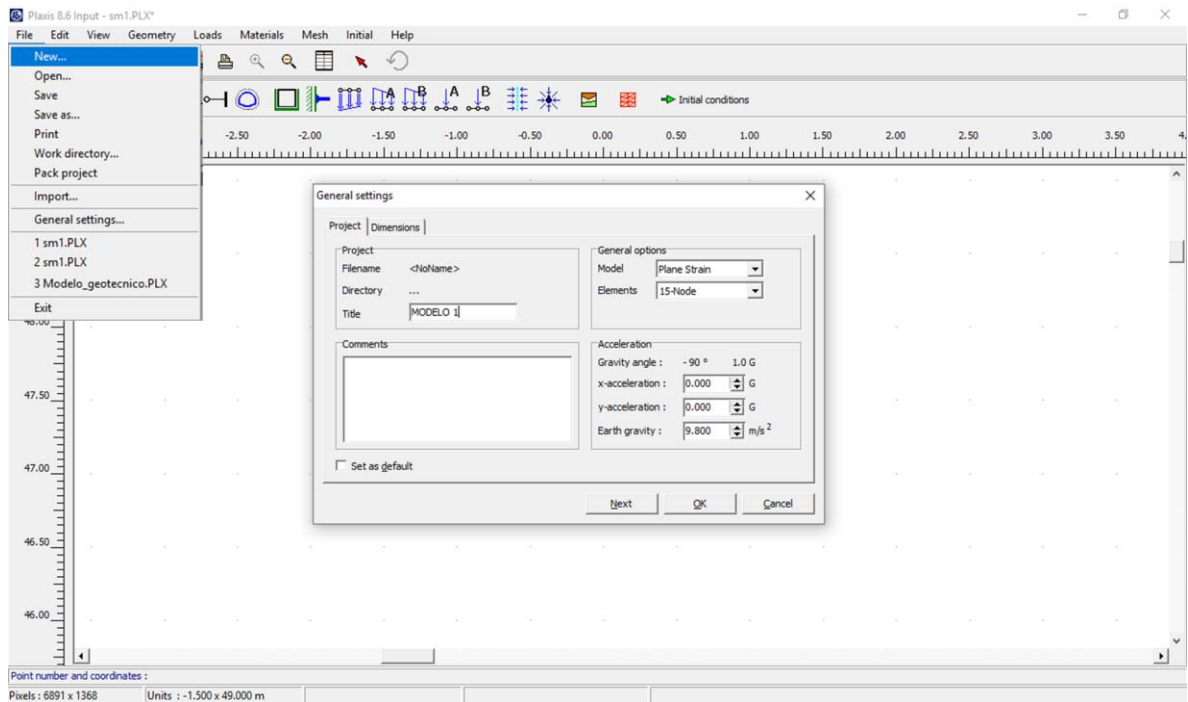 Plaxis 8.6 Input - sm1.PLX*
File Edit View Geometry Loads Materials Mesh Initial Help
New...
Open...
Save
Save as...
Print
Work directory...
Pack project
Import...
General settings...
1 sm1.PLX
2 sm1.PLX
3 Modelo_geotecnico.PLX
Exit
A B A B Initial conditions
-2.50 -2.00 -1.50 -1.00 -0.50 0.00 0.50 1.00 1.50 2.00 2.50 3.00 3.50 4.
General settings
Project Dimensions
Project
Filename <NoName>
Directory ...
Title MODELO 1
Comments
Set as default
General options
Model Plane Strain
Elements 15-Node
Acceleration
Gravity angle : - 90 ° 1.0 G
x-acceleration : 0.000 G
y-acceleration : 0.000 G
Earth gravity : 9.800 m/s 2
Next OK Cancel
48.00
47.50
47.00
46.50
46.00
Point number and coordinates :
Pixels : 6891 x 1368 Units : -1.500 x 49.000 m